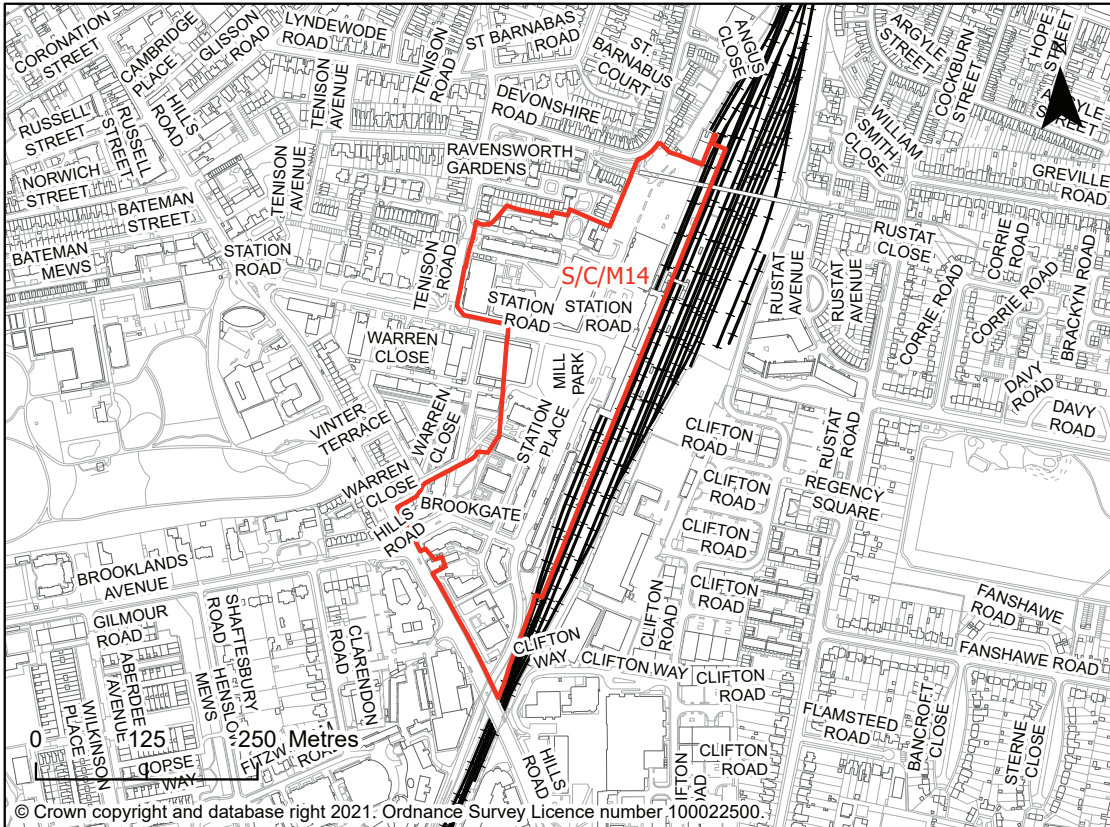 CORONATION
STREET
CAMBRIDGE
PLACE
GLISSON
ROAD
LYNDEWODE
ROAD
TENISON
ROAD
ST BARNABAS
ROAD
ST.
BARNABUS
COURT
ANGUS
CLOSE
ARGYLE
STREET
COCKBURN
STREET
HOPE
STREET
ARGYLE
STREET
RUSSELL
STREET
RUSSELL
STREET
HILLS
ROAD
TENISON
AVENUE
DEVONSHIRE
ROAD
WILLIAM
SMITH
CLOSE
NORWICH
STREET
TENISON
AVENUE
RAVENSWORTH
GARDENS
GREVILLE
ROAD
BATEMAN
STREET
BATEMAN
MEWS
STATION
ROAD
TENISON
ROAD
S/C/M14
STATION
ROAD
STATION
ROAD
RUSTAT
AVENUE
RUSTAT
AVENUE
RUSTAT
CLOSE
CORRIE
ROAD
CORRIE
ROAD
CORRIE ROAD
BRACKYN ROAD
WARREN
CLOSE
MILL
PARK
DAVY
ROAD
DAVY
ROAD
VINTER
TERRACE
WARREN
CLOSE
STATION
PLACE
CLIFTON
ROAD
RUSTAT
ROAD
WARREN
CLOSE
CLIFTON
ROAD
REGENCY
SQUARE
HILLS
ROAD
BROOKGATE
CLIFTON
ROAD
BROOKLANDS
AVENUE
GILMOUR
ROAD
SHAFTESBURY
ROAD
CLARENDON
ROAD
CLIFTON
ROAD
CLIFTON
ROAD
FANSHAWE
ROAD
FANSHAWE ROAD
ABERDEE
AVENUE
HENSLOW
MEWS
CLIFTON
WAY
CLIFTON WAY
CLIFTON
ROAD
WILKINSON
PLACE
FLAMSTEED
ROAD
BANCROFT
CLOSE
STERNE
CLOSE
HILLS
ROAD
CLIFTON
ROAD
0 125 250 Metres
© Crown copyright and database right 2021. Ordnance Survey Licence number 100022500.